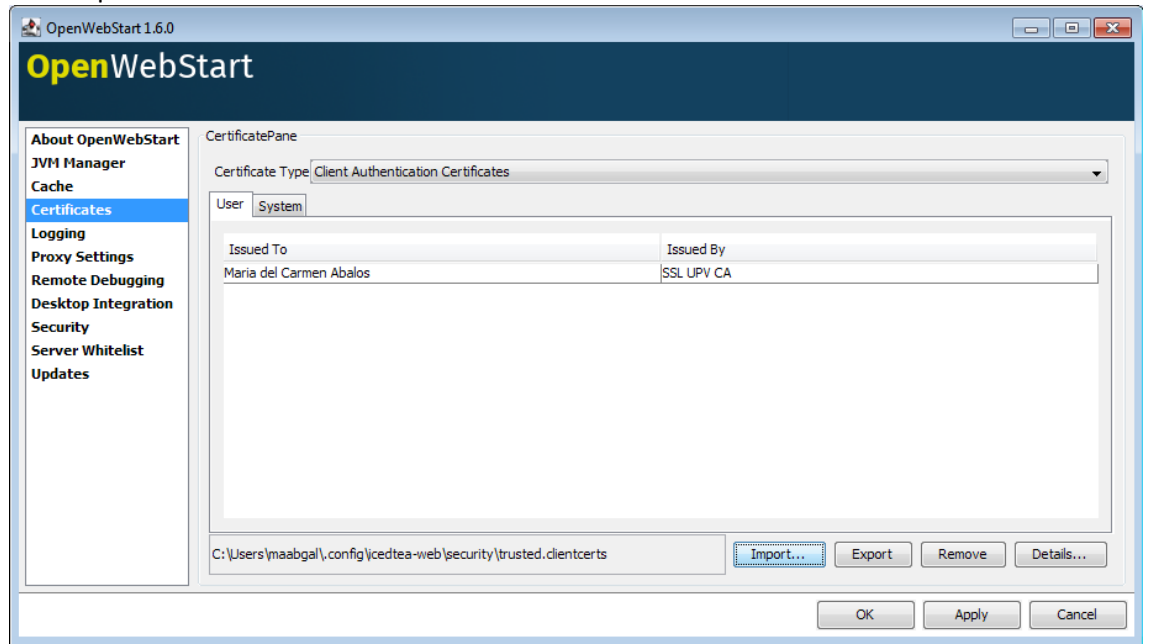 OpenWebStart 1.6.0
OpenWebStart
About OpenWebStart
JVM Manager
Cache
Certificates
Logging
Proxy Settings
Remote Debugging
Desktop Integration
Security
Server Whitelist
Updates
CertificatePane
Certificate Type Client Authentication Certificates
User System
Issued To Issued By
Maria del Carmen Abalos SSL UPV CA
C:\Users\maabgal\.config\icedtea-web\security\trusted.clientcerts Import... Export Remove Details...
OK Apply Cancel